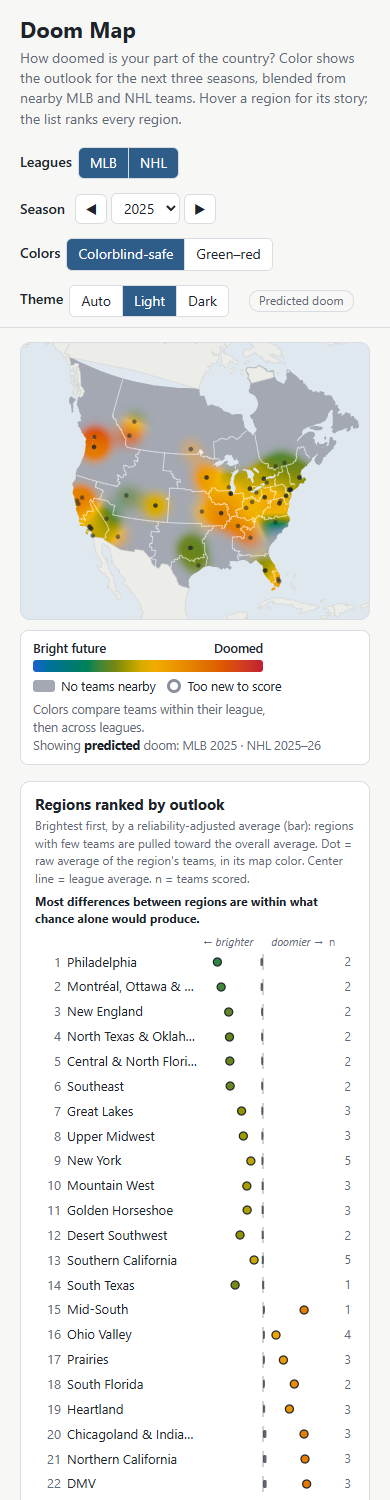 Doom Map
How doomed is your part of the country? Color shows
the outlook for the next three seasons, blended from
nearby MLB and NHL teams. Hover a region for its story;
the list ranks every region.
Leagues MLB NHL
Season ◀ 2025 ▶
Colors Colorblind-safe Green–red
Theme Auto Light Dark Predicted doom
Bright future Doomed
No teams nearby Too new to score
Colors compare teams within their league,
then across leagues.
Showing predicted doom: MLB 2025 · NHL 2025–26
Regions ranked by outlook
Brightest first, by a reliability-adjusted average (bar): regions
with few teams are pulled toward the overall average. Dot =
raw average of the region's teams, in its map color. Center
line = league average. n = teams scored.
Most differences between regions are within what
chance alone would produce.
← brighter doomier → n
1 Philadelphia 2
2 Montréal, Ottawa & ... 2
3 New England 2
4 North Texas & Oklah... 2
5 Central & North Flori... 2
6 Southeast 2
7 Great Lakes 3
8 Upper Midwest 3
9 New York 5
10 Mountain West 3
11 Golden Horseshoe 3
12 Desert Southwest 2
13 Southern California 5
14 South Texas 1
15 Mid-South 1
16 Ohio Valley 4
17 Prairies 3
18 South Florida 2
19 Heartland 3
20 Chicagoland & India... 3
21 Northern California 3
22 DMV 3